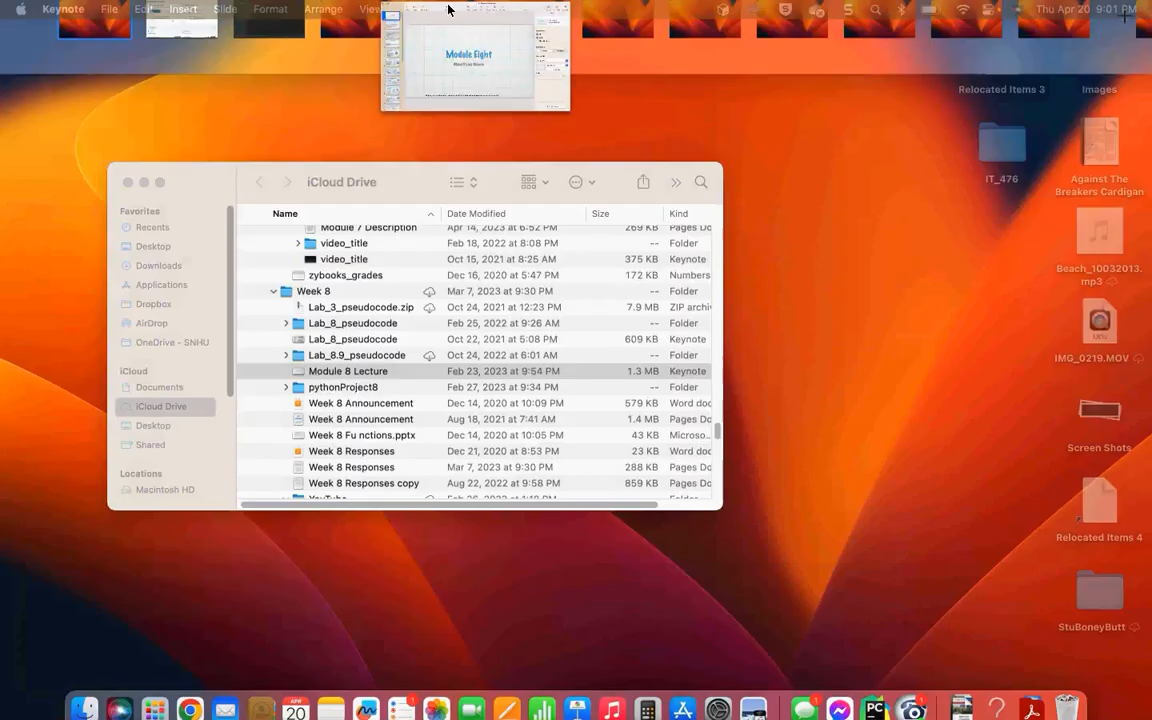 Keynote File Edit Insert Slide Format Arrange View Thu Apr 20 9:01 PM
Module Eight
Relocated Items 3
Images
IT_476
Against The
Breakers Cardigan
Beach_10032013.
mp3
IMG_0219.MOV
Screen Shots
Relocated Items 4
StuBoneyButt
iCloud Drive
Favorites
Recents
Desktop
Downloads
Applications
Dropbox
AirDrop
OneDrive - SNHU
iCloud
Documents
iCloud Drive
Desktop
Shared
Locations
Macintosh HD
Name Date Modified Size Kind
Module 7 Description Apr 14, 2023 at 6:52 PM 269 KB Pages Do
video_title Feb 18, 2022 at 8:08 PM -- Folder
video_title Oct 15, 2021 at 8:25 AM 375 KB Keynote
zybooks_grades Dec 16, 2020 at 5:47 PM 172 KB Numbers
Week 8 Mar 7, 2023 at 9:30 PM -- Folder
Lab_3_pseudocode.zip Oct 24, 2021 at 12:23 PM 7.9 MB ZIP archi
Lab_8_pseudocode Feb 25, 2022 at 9:26 AM -- Folder
Lab_8_pseudocode Oct 21, 2021 at 5:08 PM 609 KB Keynote
Lab_8.9_pseudocode Oct 24, 2022 at 6:01 AM -- Folder
Module 8 Lecture Feb 23, 2023 at 9:54 PM 1.3 MB Keynote
pythonProject8 Feb 27, 2023 at 9:34 PM -- Folder
Week 8 Announcement Dec 14, 2020 at 10:09 PM 579 KB Word doc
Week 8 Announcement Aug 18, 2021 at 7:41 AM 1.4 MB Pages Do
Week 8 Fu nctions.pptx Dec 14, 2020 at 10:05 PM 43 KB Microso...
Week 8 Responses Dec 21, 2020 at 8:53 PM 23 KB Word doc
Week 8 Responses Mar 7, 2023 at 9:30 PM 288 KB Pages Do
Week 8 Responses copy Aug 22, 2022 at 9:58 PM 859 KB Pages Do
APR
20
PC